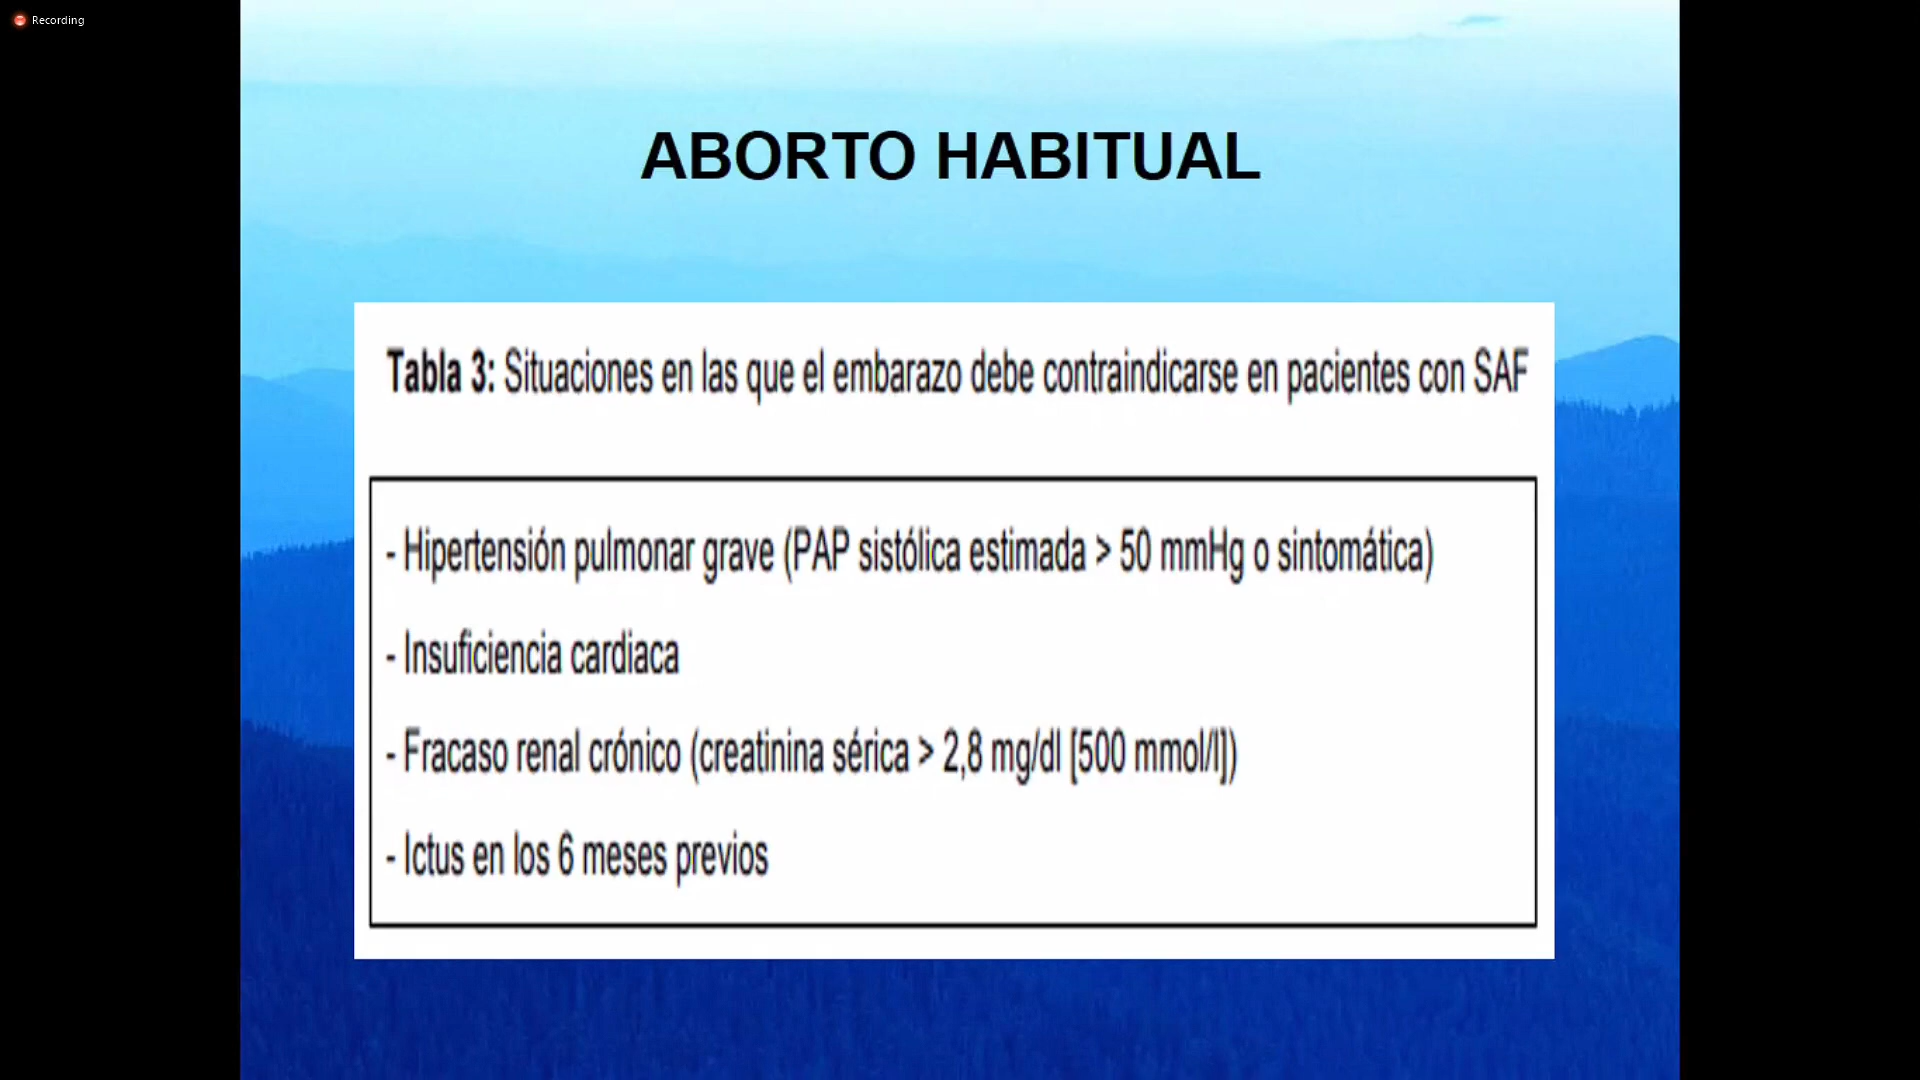 Recording
ABORTO HABITUAL
Tabla 3: Situaciones en las que el embarazo debe contraindicarse en pacientes con SAF
- Hipertensión pulmonar grave (PAP sistólica estimada > 50 mmHg o sintomática)
- Insuficiencia cardiaca
- Fracaso renal crónico (creatinina sérica > 2,8 mg/dl [500 mmol/l])
- Ictus en los 6 meses previos